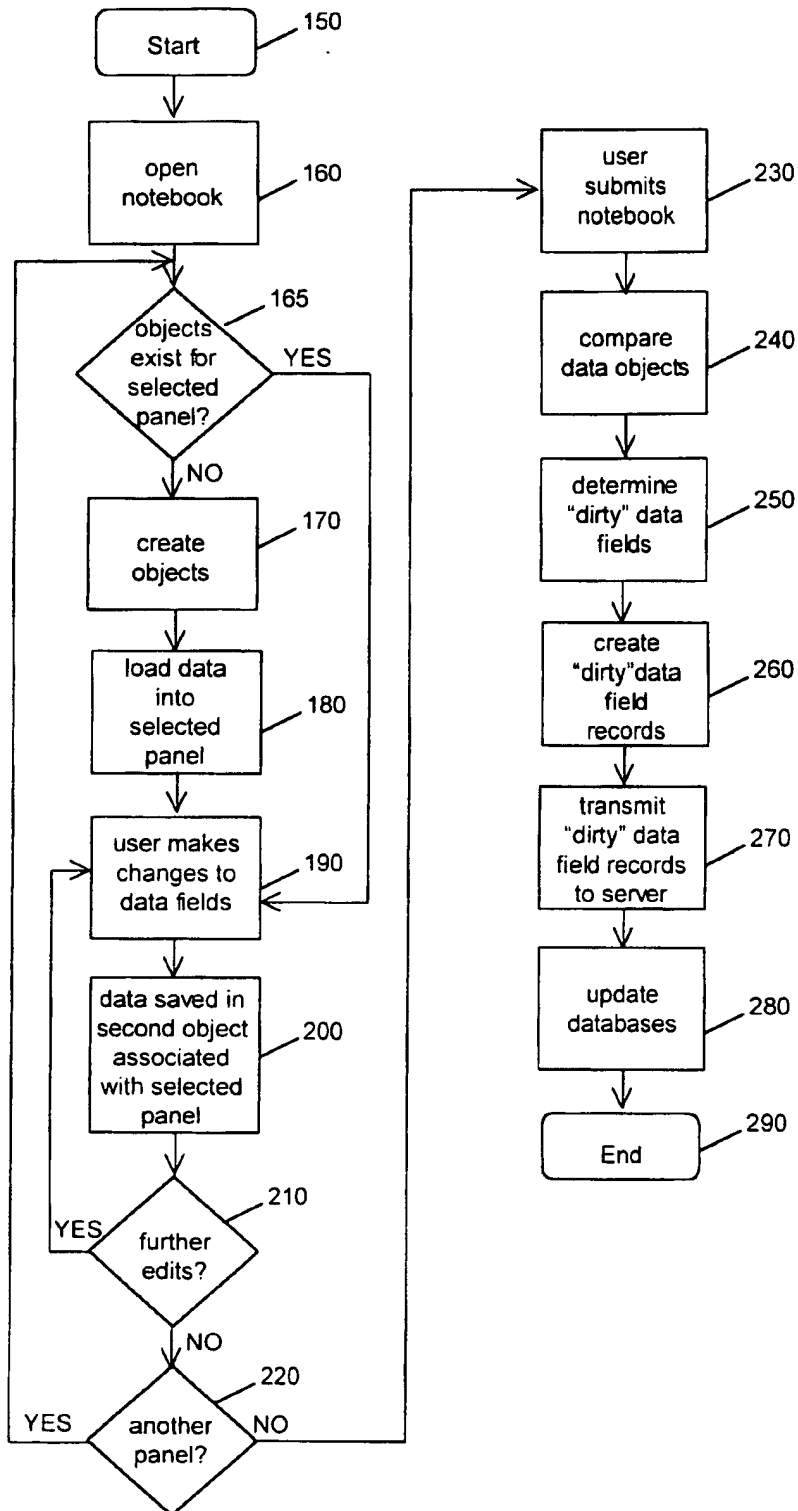 Start
150
open
notebook
160
165
objects
exist for
selected
panel?
YES
NO
170
create
objects
load data
into
selected
panel
180
user makes
changes to
data fields
190
data saved in
second object
associated
with selected
panel
200
210
YES
further
edits?
NO
220
YES
another
panel?
NO
user
submits
notebook
230
compare
data objects
240
determine
"dirty" data
fields
250
create
"dirty"data
field
records
260
transmit
"dirty" data
field records
to server
270
update
databases
280
End
290